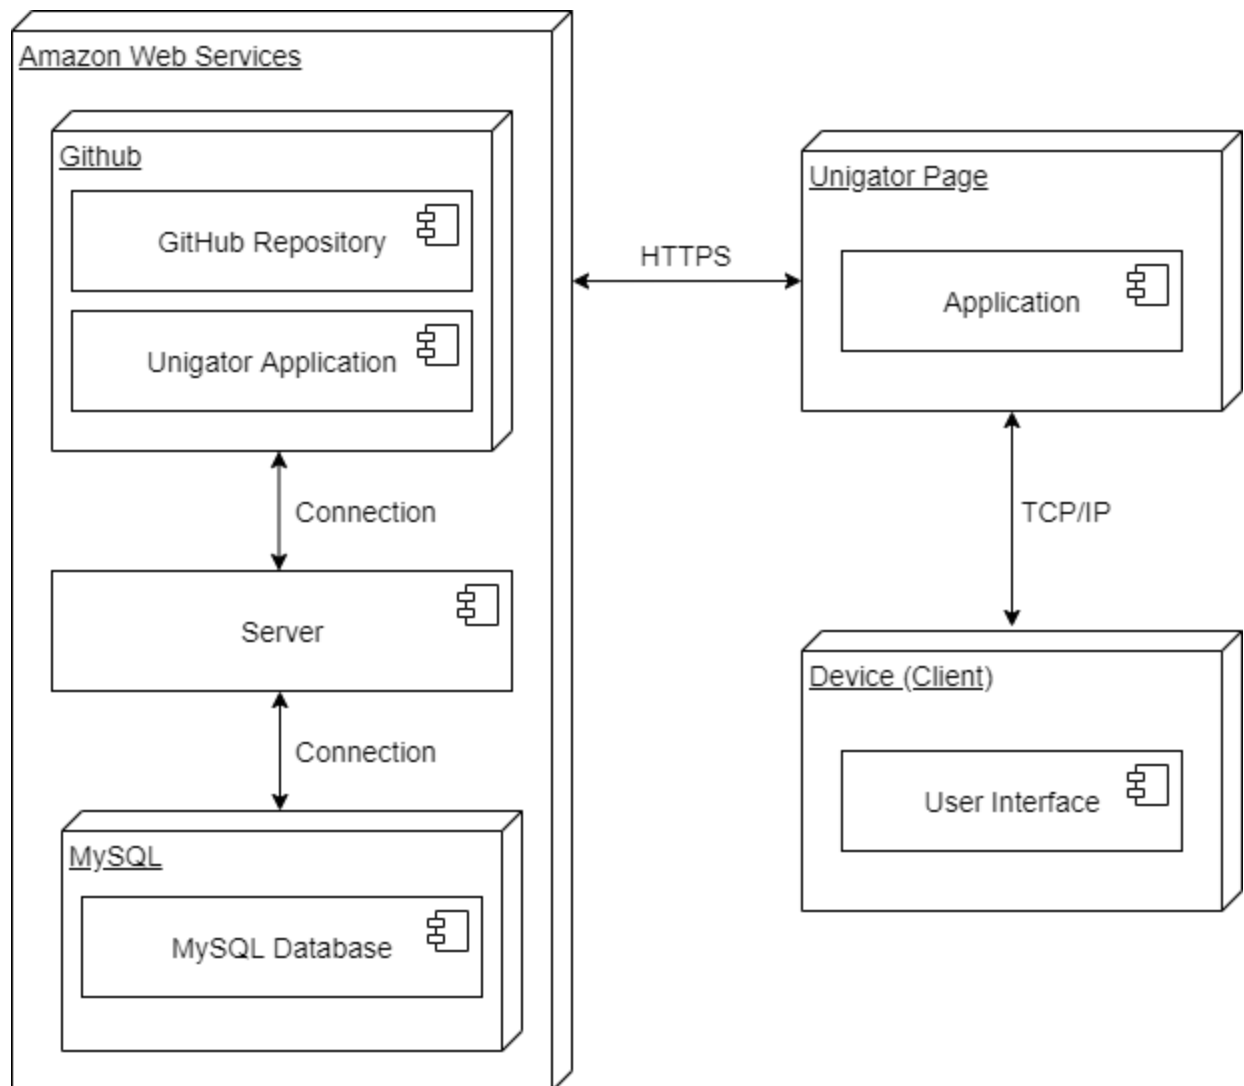 Amazon Web Services
Github
GitHub Repository
Unigator Application
Connection
Server
Connection
MySQL
MySQL Database
HTTPS
Unigator Page
Application
TCP/IP
Device (Client)
User Interface